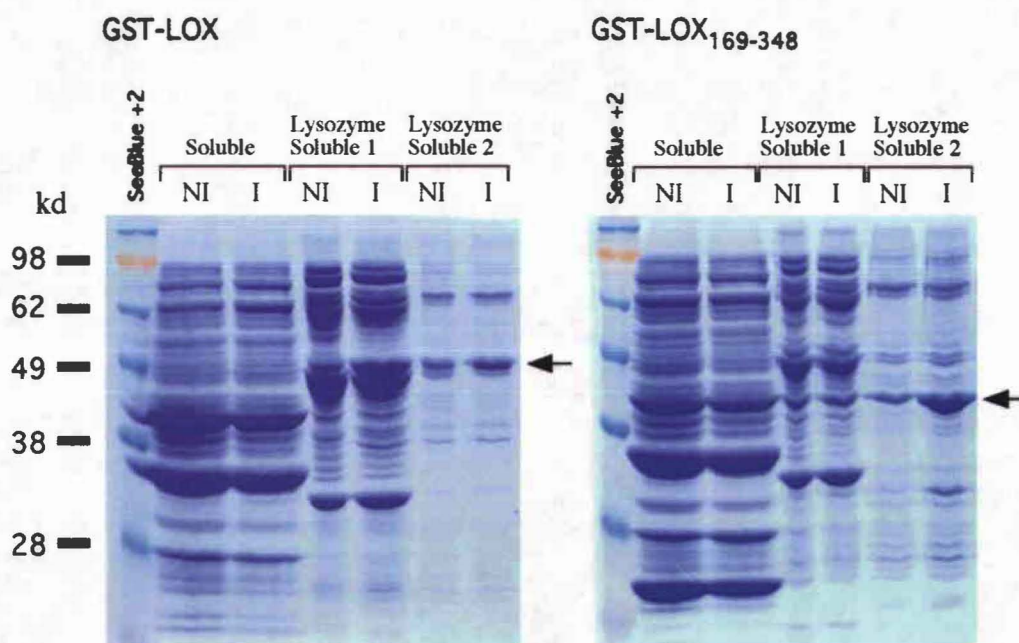 GST-LOX
GST-LOX169-348
SeeBlue +2
Soluble
Lysozyme
Soluble 1
Lysozyme
Soluble 2
NI I NI I NI I
kd
98
62
49
38
28
SeeBlue +2
Soluble
Lysozyme
Soluble 1
Lysozyme
Soluble 2
NI I NI I NI I